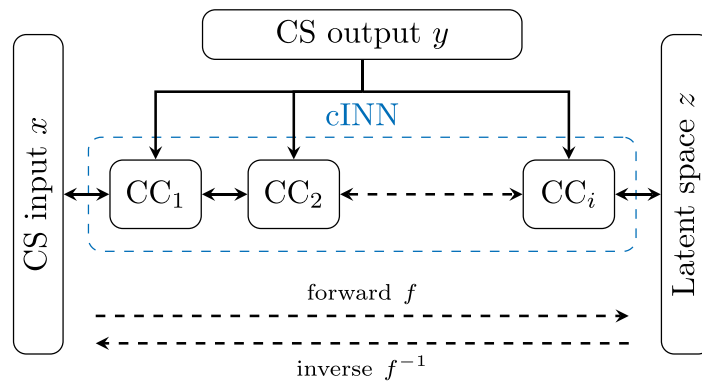 CS output y
cINN
CS input x
CC₁
CC₂
CCᵢ
Latent space z
forward f
inverse f⁻¹